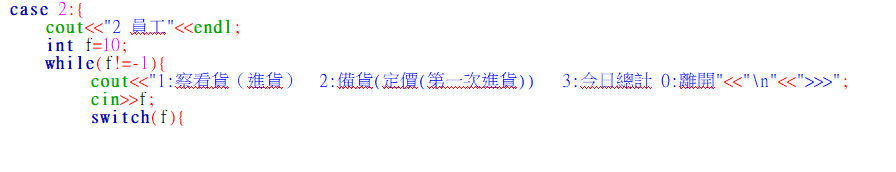 case 2:{
cout<<"2 員工"<<endl;
int f=10;
while(f!=-1){
cout<<"1:察看貨（進貨） 2:備貨(定價(第一次進貨)) 3:今日總計 0:離開"<<"\n"<<">>>";
cin>>f;
switch(f){